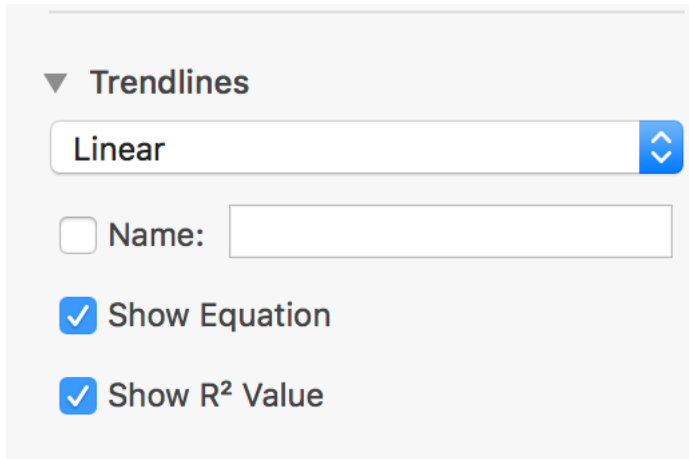 Trendlines
Linear
Name:
Show Equation
Show R² Value